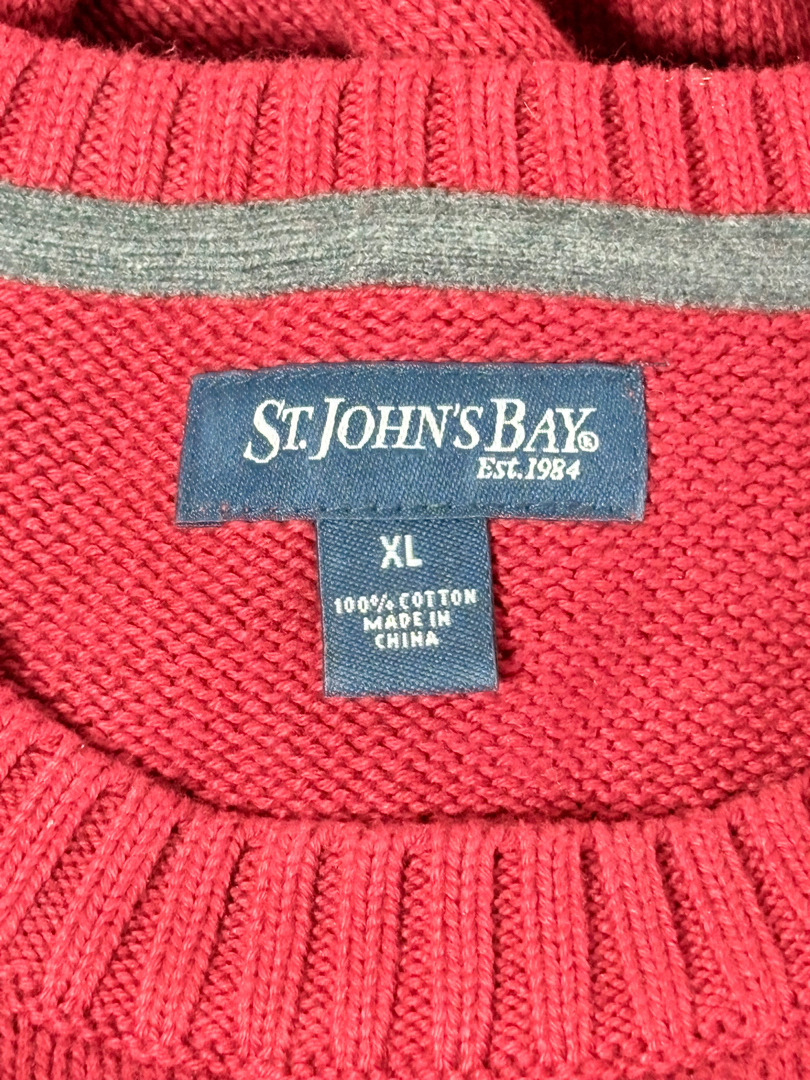 ST. JOHN'S BAY®
Est. 1984
XL
100% COTTON
MADE IN
CHINA